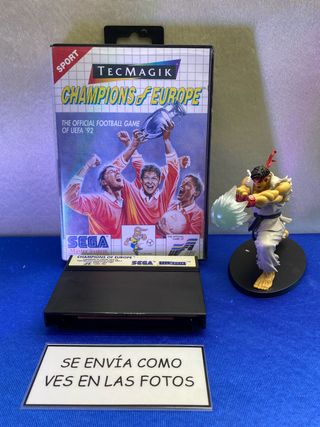 SPORT
TECMAGIK
CHAMPIONS of EUROPE
THE OFFICIAL FOOTBALL GAME
OF UEFA '92
SEGA
CHAMPIONS OF EUROPE
SEGA
TECMAGIK
SE ENVÍA COMO
VES EN LAS FOTOS